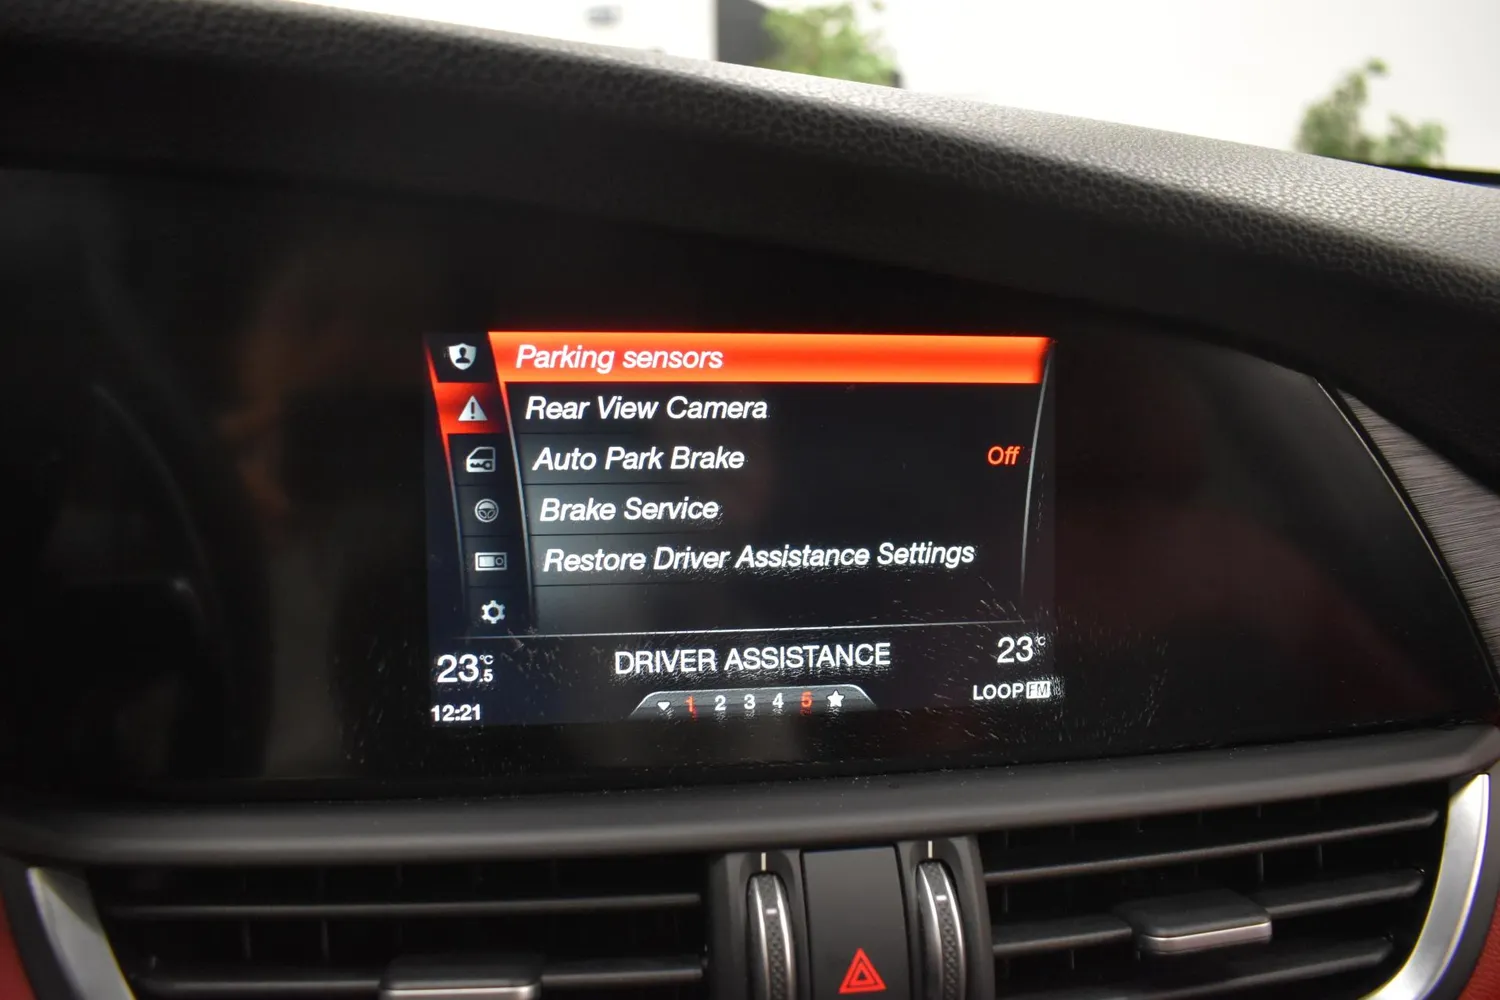 Parking sensors
Rear View Camera
Auto Park Brake Off
Brake Service
Restore Driver Assistance Settings
23.5°C DRIVER ASSISTANCE 23°C
12:21 1 2 3 4 5 LOOP FM